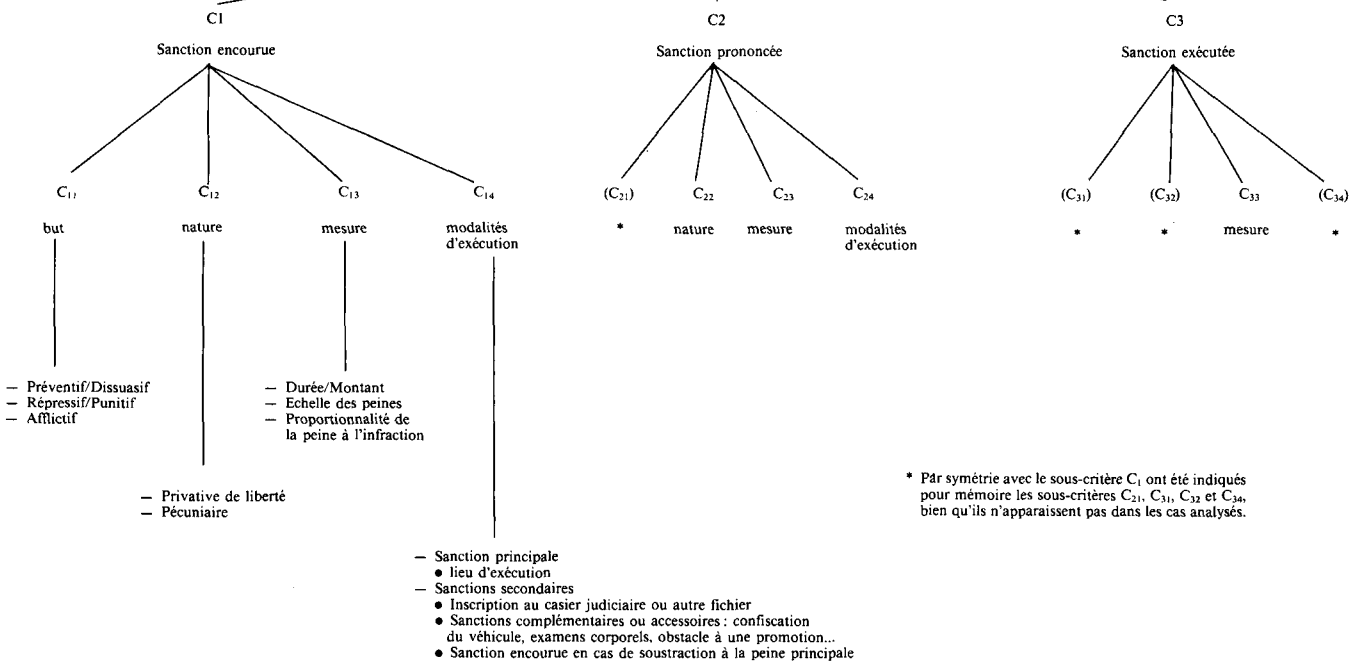 C1 C2 C3
Sanction encourue Sanction prononcée Sanction exécutée
C₁₁ C₁₂ C₁₃ C₁₄ (C₂₁) C₂₂ C₂₃ C₂₄ (C₃₁) (C₃₂) C₃₃ (C₃₄)
but nature mesure modalités * nature mesure modalités * * mesure *
d'exécution d'exécution
— Préventif/Dissuasif — Durée/Montant
— Répressif/Punitif — Echelle des peines
— Afflictif — Proportionnalité de
la peine à l'infraction
— Privative de liberté
— Pécuniaire
* Par symétrie avec le sous-critère C₁ ont été indiqués
pour mémoire les sous-critères C₂₁, C₃₁, C₃₂ et C₃₄,
bien qu'ils n'apparaissent pas dans les cas analysés.
— Sanction principale
● lieu d'exécution
— Sanctions secondaires
● Inscription au casier judiciaire ou autre fichier
● Sanctions complémentaires ou accessoires : confiscation
du véhicule, examens corporels, obstacle à une promotion...
● Sanction encourue en cas de soustraction à la peine principale